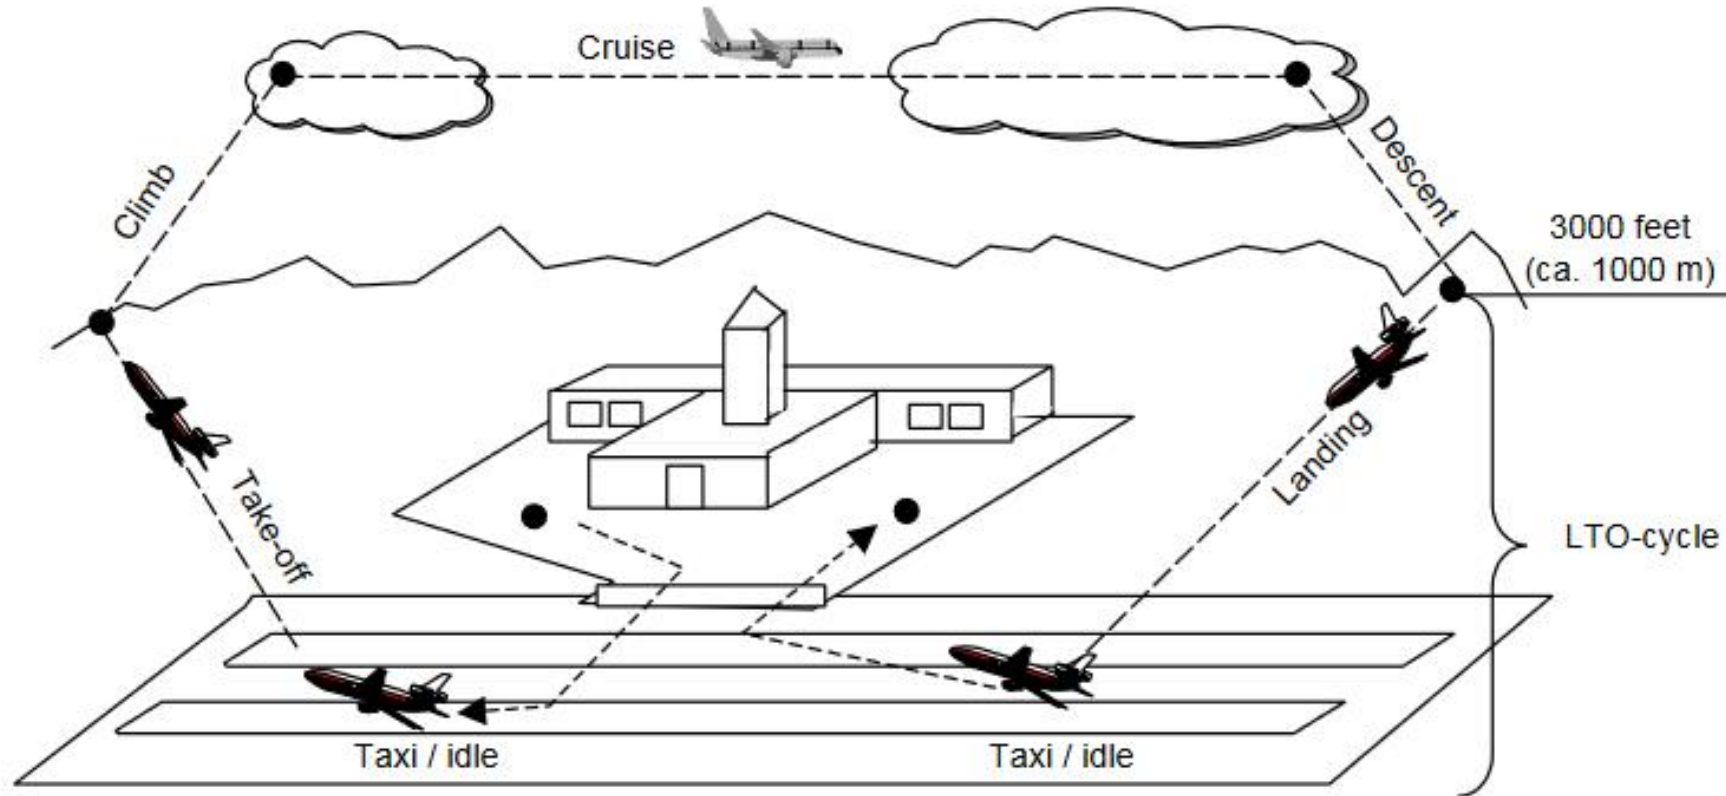 Cruise
Climb
Descent
3000 feet
(ca. 1000 m)
Take-off
Landing
LTO-cycle
Taxi / idle
Taxi / idle